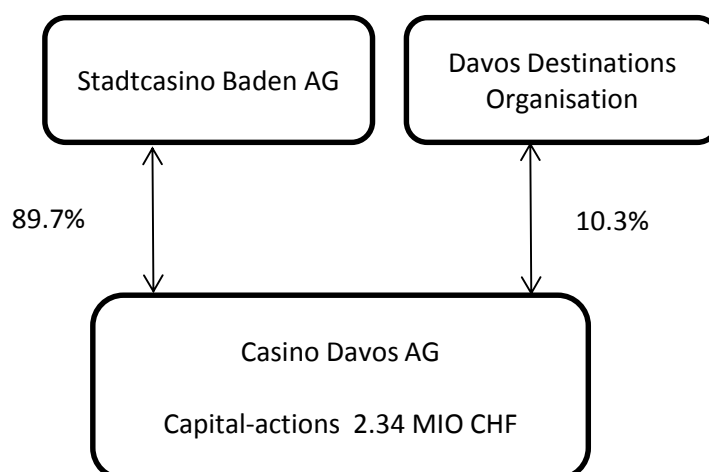 Stadtcasino Baden AG
Davos Destinations
Organisation
89.7%
10.3%
Casino Davos AG
Capital-actions 2.34 MIO CHF